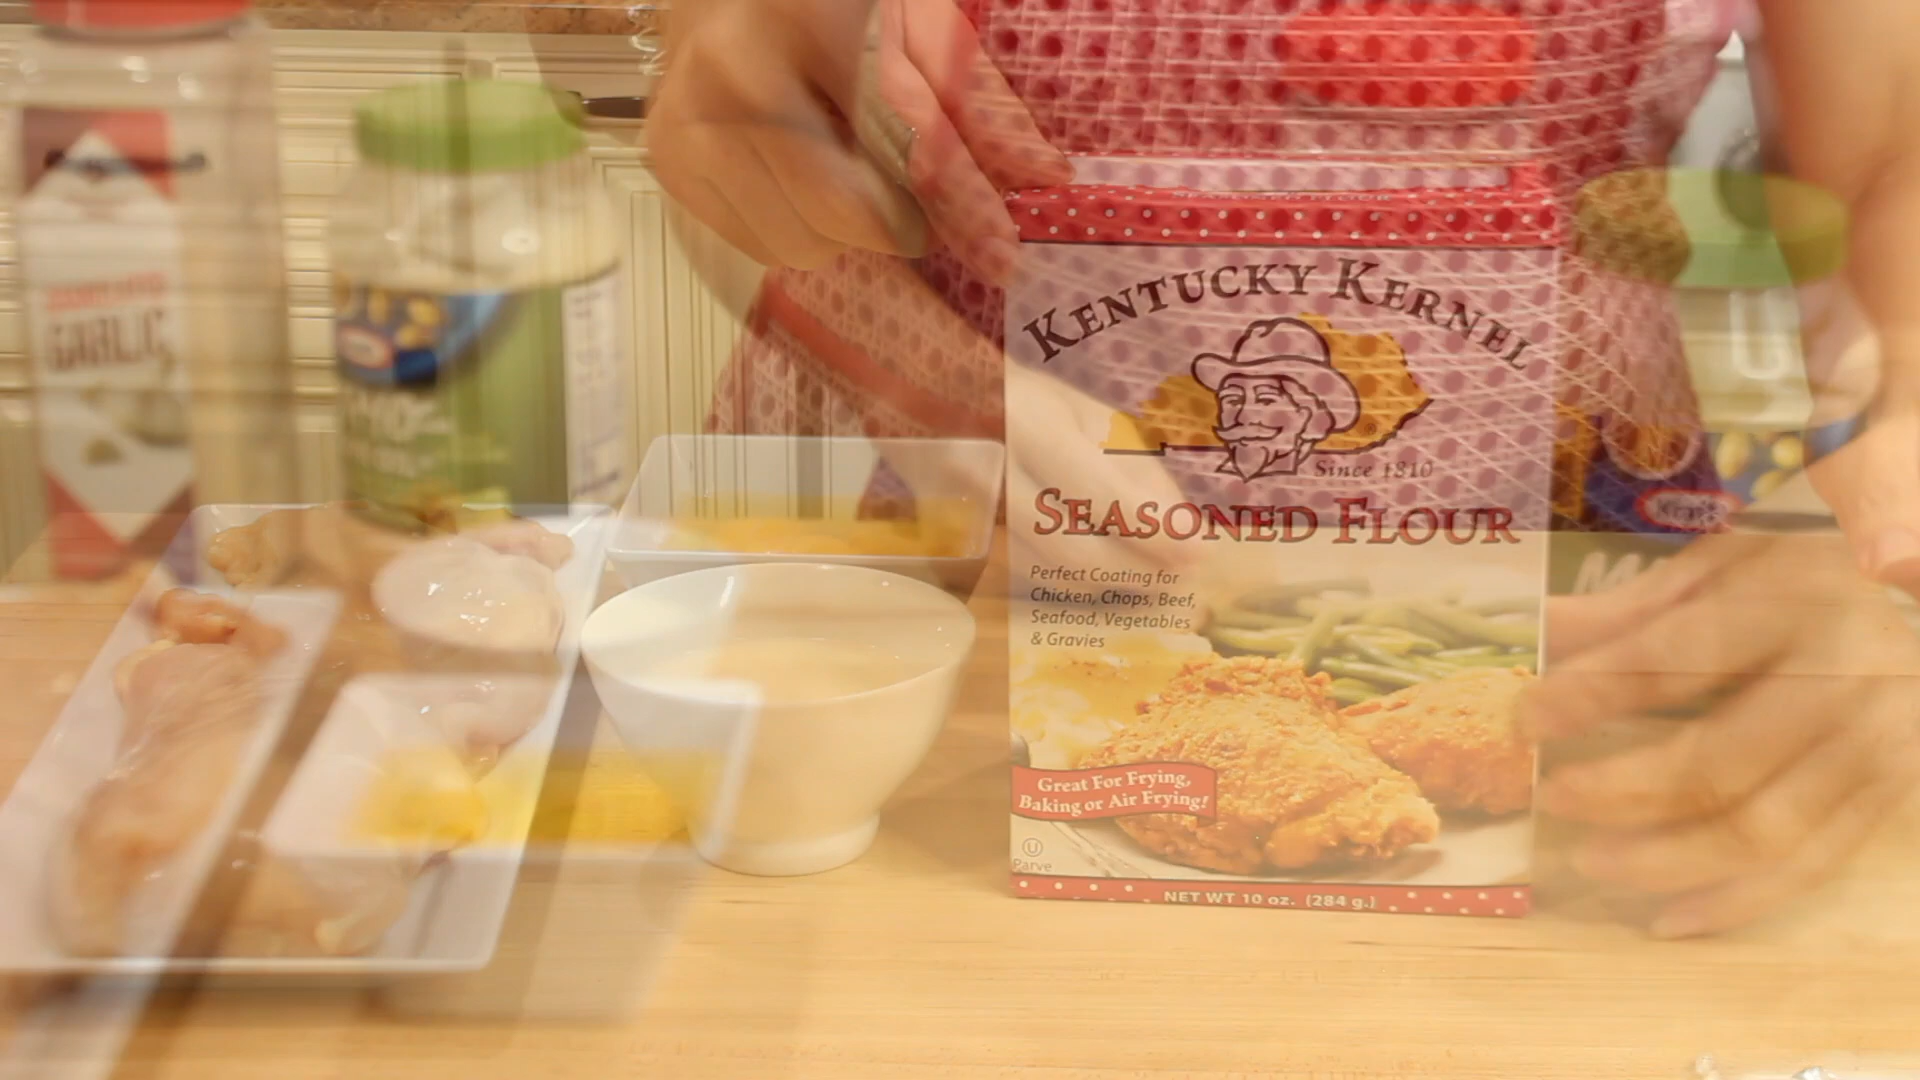 GARLIC
KENTUCKY KERNEL
Since 1810
SEASONED FLOUR
Perfect Coating for
Chicken, Chops, Beef,
Seafood, Vegetables
& Gravies
Great For Frying,
Baking or Air Frying!
U
Parve
NET WT 10 oz. (284 g.)